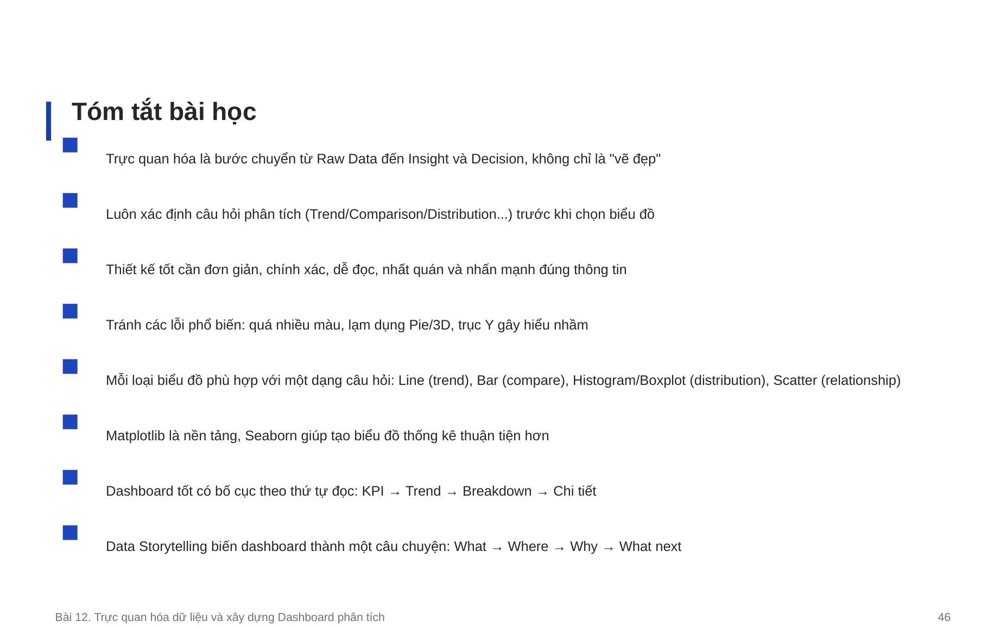 Tóm tắt bài học
Trực quan hóa là bước chuyển từ Raw Data đến Insight và Decision, không chỉ là "vẽ đẹp"
Luôn xác định câu hỏi phân tích (Trend/Comparison/Distribution...) trước khi chọn biểu đồ
Thiết kế tốt cần đơn giản, chính xác, dễ đọc, nhất quán và nhấn mạnh đúng thông tin
Tránh các lỗi phổ biến: quá nhiều màu, lạm dụng Pie/3D, trục Y gây hiểu nhầm
Mỗi loại biểu đồ phù hợp với một dạng câu hỏi: Line (trend), Bar (compare), Histogram/Boxplot (distribution), Scatter (relationship)
Matplotlib là nền tảng, Seaborn giúp tạo biểu đồ thống kê thuận tiện hơn
Dashboard tốt có bố cục theo thứ tự đọc: KPI → Trend → Breakdown → Chi tiết
Data Storytelling biến dashboard thành một câu chuyện: What → Where → Why → What next
Bài 12. Trực quan hóa dữ liệu và xây dựng Dashboard phân tích
46